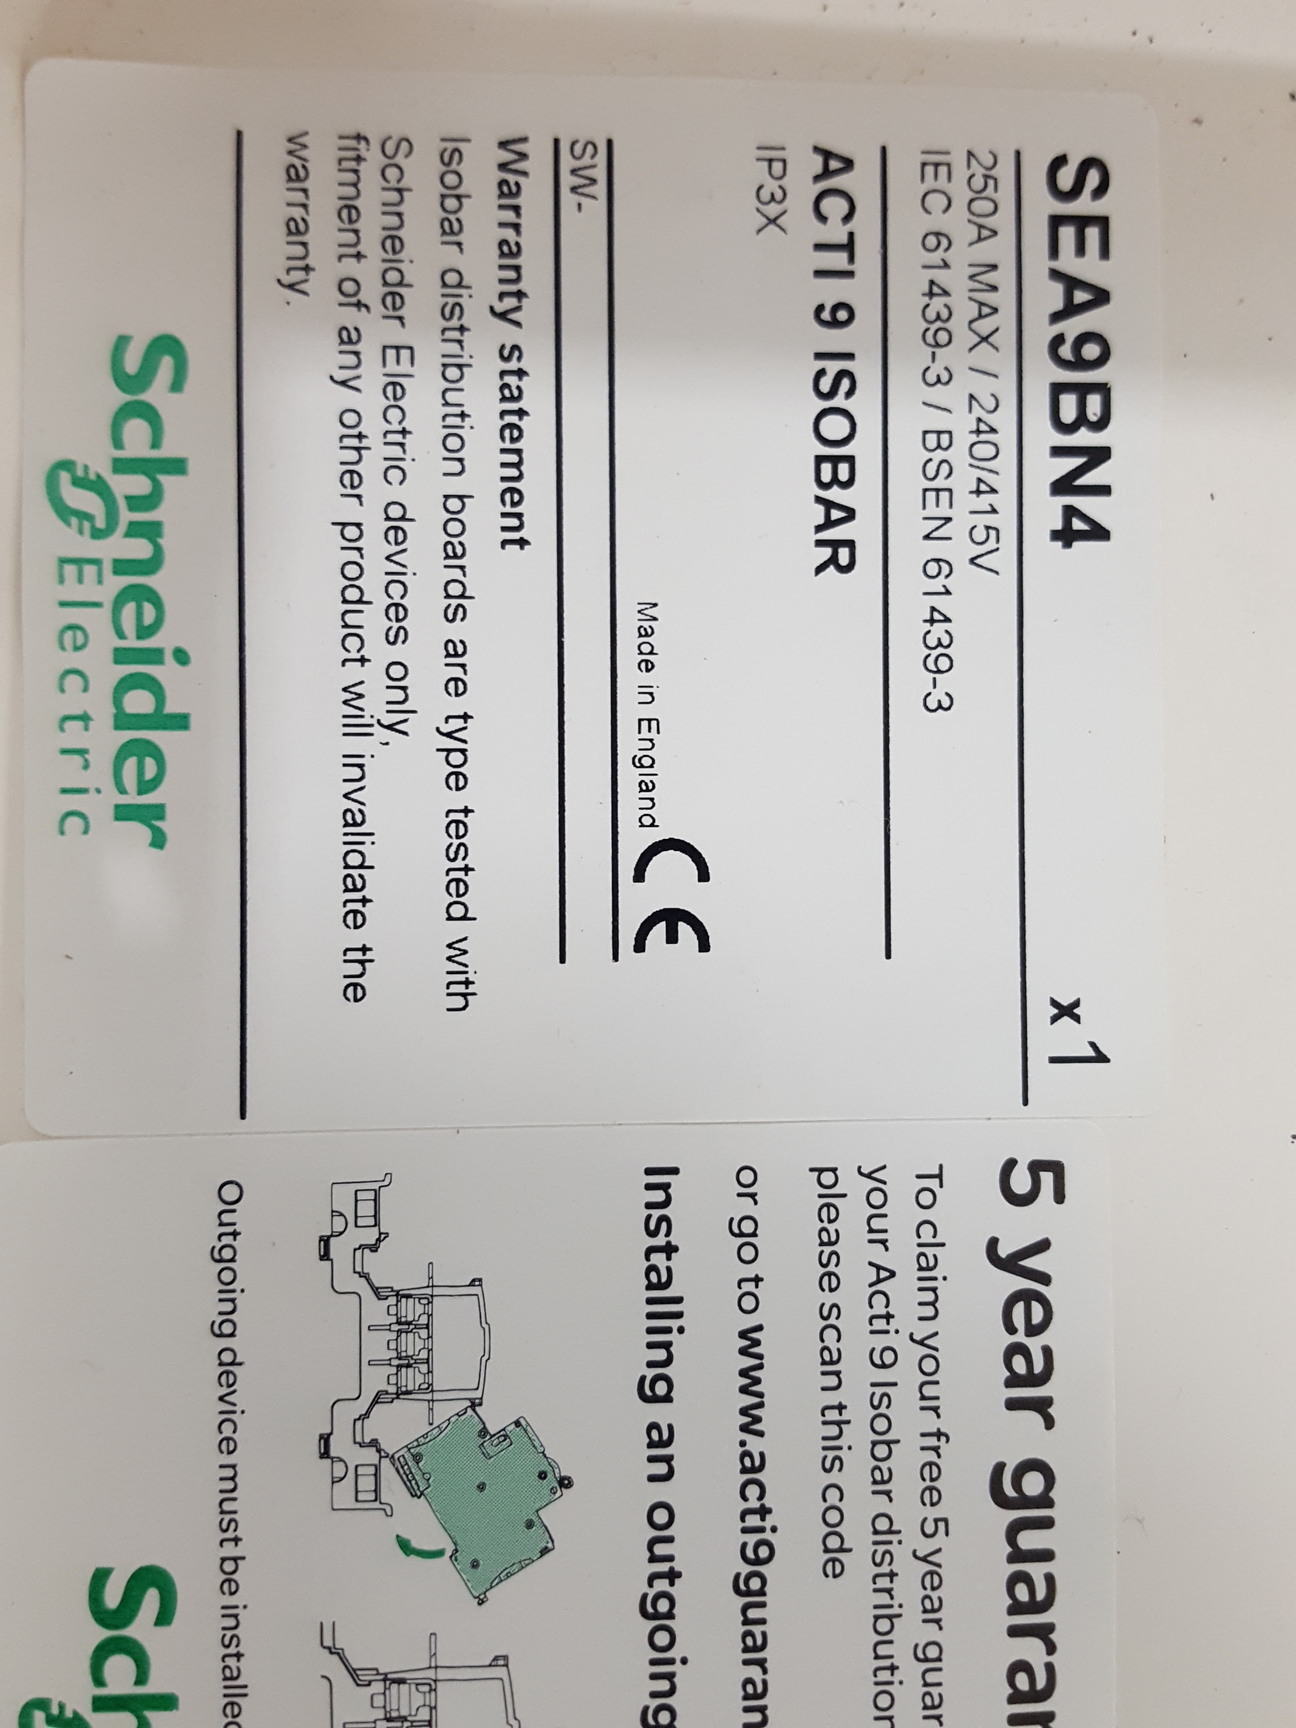 SEA9BN4 x 1
250A MAX / 240/415V
IEC 61439-3 / BSEN 61439-3
ACTI 9 ISOBAR
IP3X
Made in England CE
SW-
Warranty statement
Isobar distribution boards are type tested with
Schneider Electric devices only,
fitment of any other product will invalidate the
warranty.
Schneider
Electric
5 year guaran
To claim your free 5 year guar
your Acti 9 Isobar distribution
please scan this code
or go to www.acti9guaran
Installing an outgoing
Outgoing device must be installed
Sch